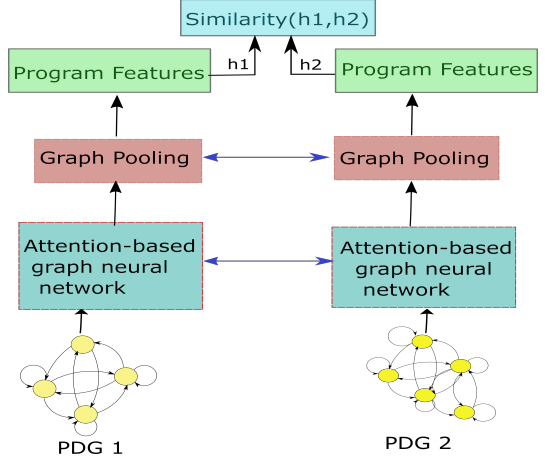 Similarity(h1,h2)
h1
h2
Program Features
Program Features
Graph Pooling
Graph Pooling
Attention-based
graph neural
network
Attention-based
graph neural
network
PDG 1
PDG 2